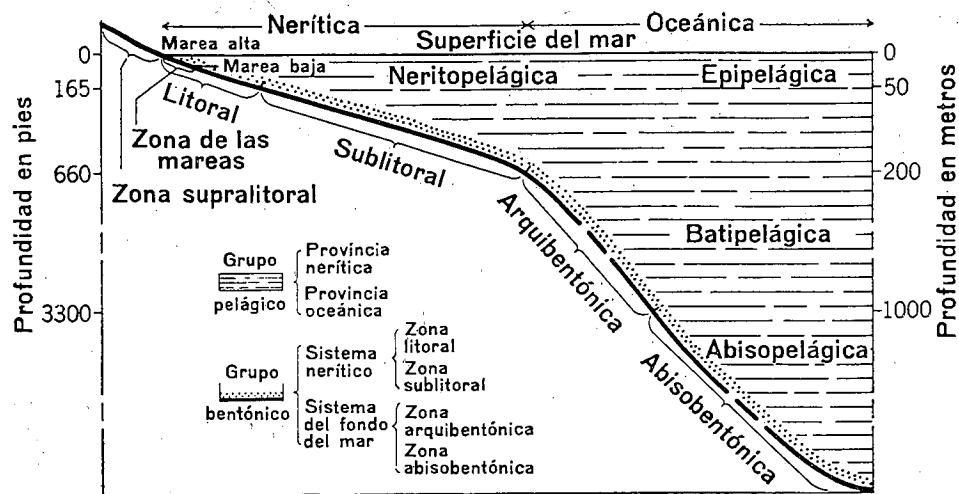 Nerítica
Oceánica
Marea alta
Superficie del mar
0
0
Marea baja
Neritopelágica
Epipelágica
165
50
Litoral
Zona de las
mareas
Sublitoral
660
200
Zona supralitoral
Profundidad en pies
Profundidad en metros
Arquibentónica
Batipelágica
3300
1000
Abisobentónica
Abisopelágica
Grupo
pelágico
Provincia
nerítica
Provincia
oceánica
Grupo
bentónico
Sistema
nerítico
Zona
litoral
Zona
sublitoral
Sistema
del fondo
del mar
Zona
arquibentónica
Zona
abisobentónica